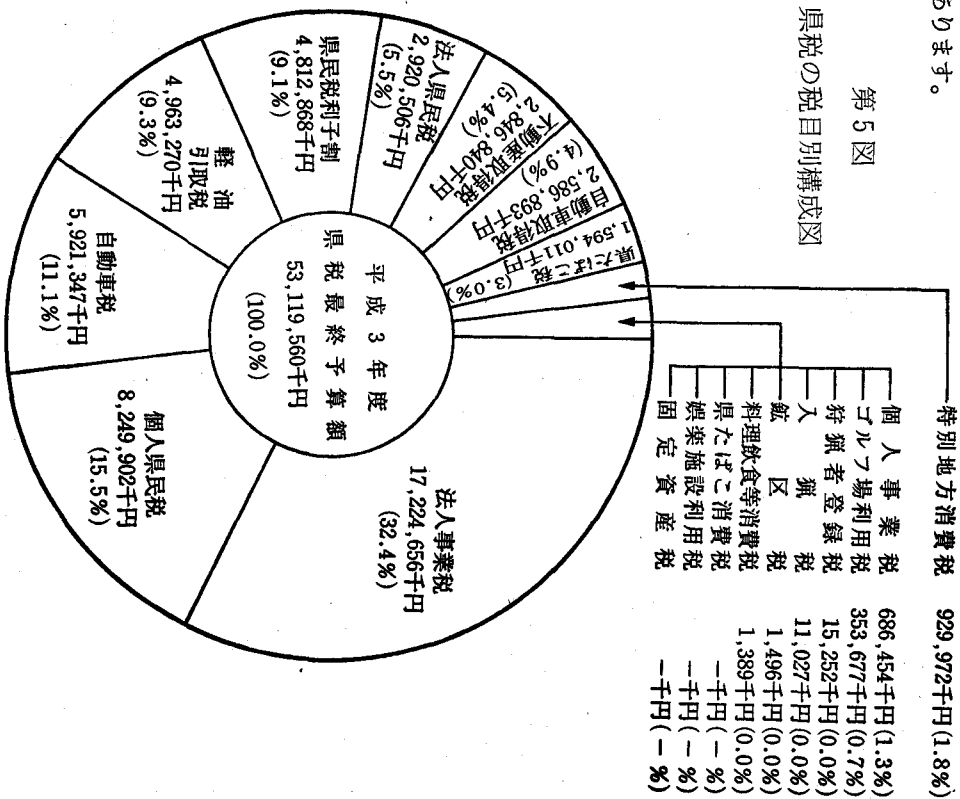 あります。
第5図
県税の税目別構成図
特別地方消費税 929,972千円(1.8%)
個人事業税 686,454千円(1.3%)
ゴルフ場利用税 353,677千円(0.7%)
狩猟者登録税 15,252千円(0.0%)
入猟税 11,027千円(0.0%)
鉱区税 1,496千円(0.0%)
料理飲食等消費税 1,389千円(0.0%)
県たばこ消費税 ―千円(―%)
娯楽施設利用税 ―千円(―%)
固定資産税 ―千円(―%)
平成3年度
県税最終予算額
53,119,560千円
(100.0%)
法人事業税
17,224,656千円
(32.4%)
個人県民税
8,249,902千円
(15.5%)
自動車税
5,921,347千円
(11.1%)
軽油
引取税
4,963,270千円
(9.3%)
県民税利子割
4,812,868千円
(9.1%)
法人県民税
2,920,506千円
(5.5%)
不動産取得税
2,846,840千円
(5.4%)
自動車取得税
2,586,893千円
(4.9%)
県たばこ税
1,594,011千円
(3.0%)